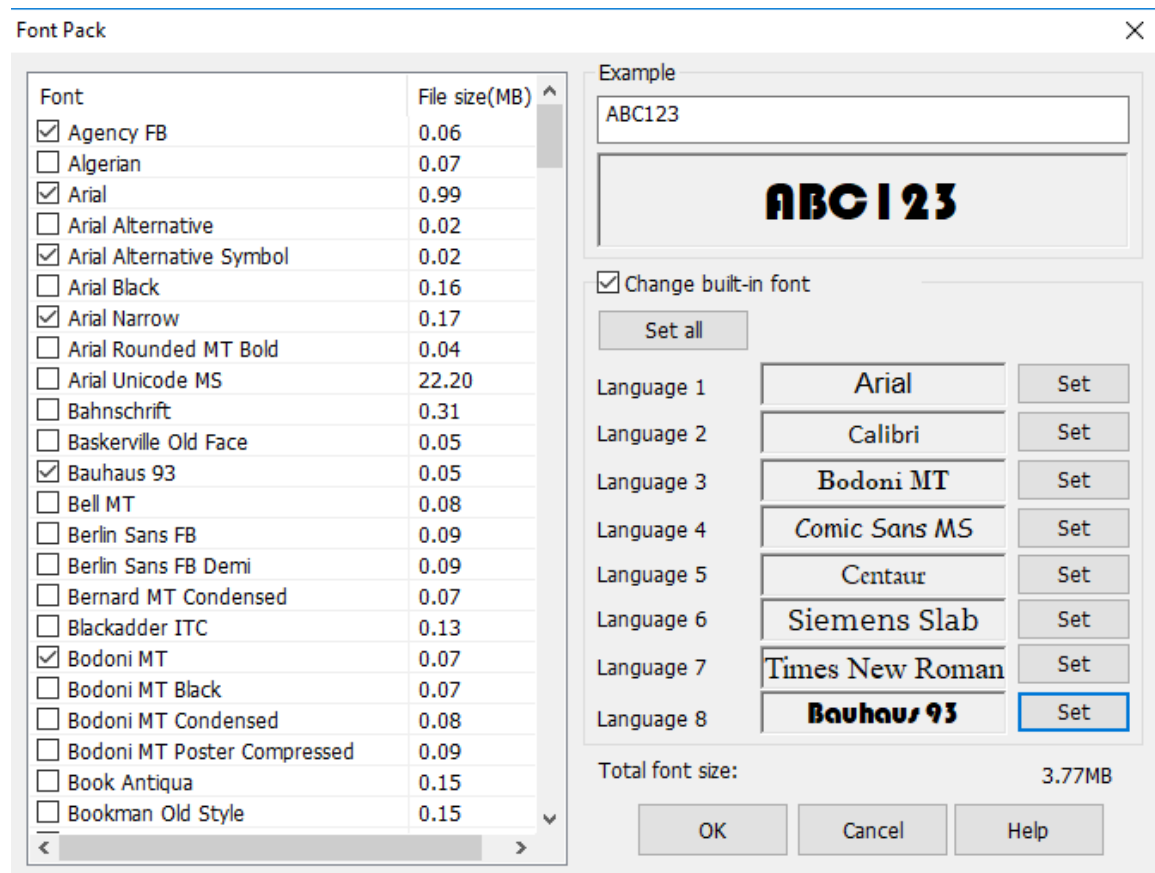 Font Pack
Font File size(MB)
Agency FB 0.06
Algerian 0.07
Arial 0.99
Arial Alternative 0.02
Arial Alternative Symbol 0.02
Arial Black 0.16
Arial Narrow 0.17
Arial Rounded MT Bold 0.04
Arial Unicode MS 22.20
Bahnschrift 0.31
Baskerville Old Face 0.05
Bauhaus 93 0.05
Bell MT 0.08
Berlin Sans FB 0.09
Berlin Sans FB Demi 0.09
Bernard MT Condensed 0.07
Blackadder ITC 0.13
Bodoni MT 0.07
Bodoni MT Black 0.07
Bodoni MT Condensed 0.08
Bodoni MT Poster Compressed 0.09
Book Antiqua 0.15
Bookman Old Style 0.15
Example
ABC123
ABC123
Change built-in font
Set all
Language 1 Arial Set
Language 2 Calibri Set
Language 3 Bodoni MT Set
Language 4 Comic Sans MS Set
Language 5 Centaur Set
Language 6 Siemens Slab Set
Language 7 Times New Roman Set
Language 8 Bauhaus 93 Set
Total font size: 3.77MB
OK Cancel Help